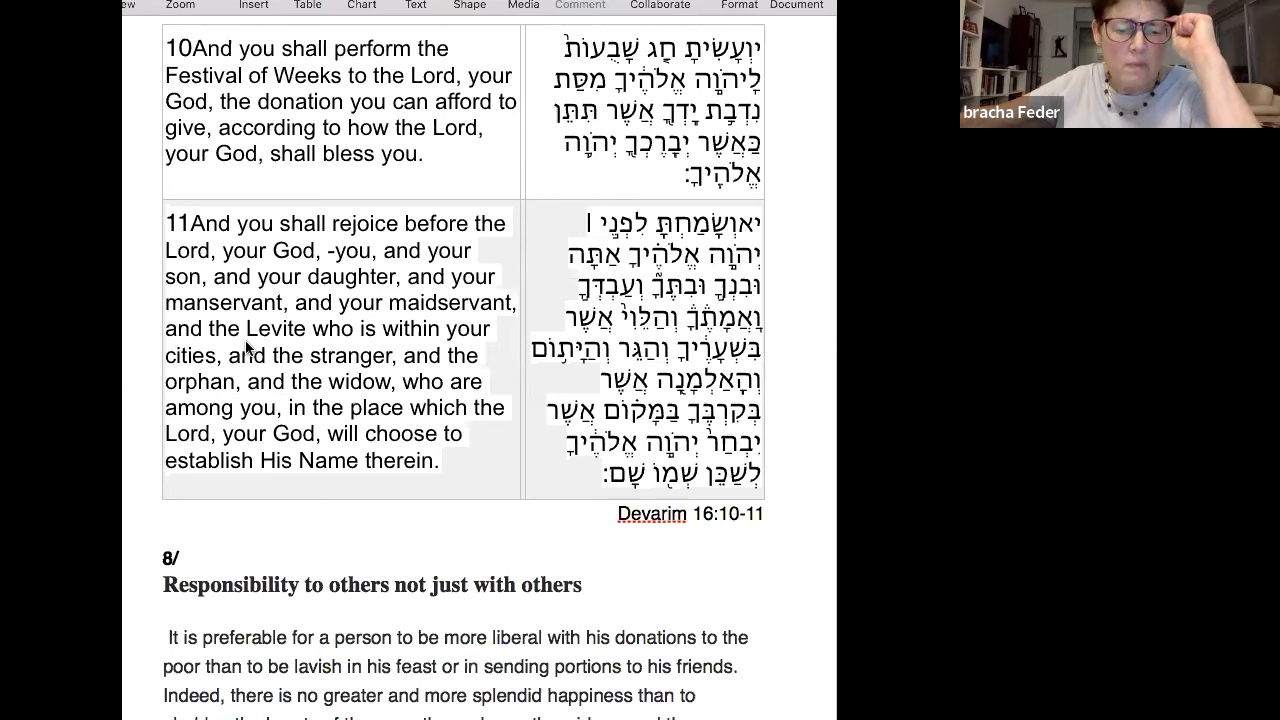 ew Zoom Insert Table Chart Text Shape Media Comment Collaborate Format Document
10And you shall perform the
Festival of Weeks to the Lord, your
God, the donation you can afford to
give, according to how the Lord,
your God, shall bless you.
יוְעָשִׂיתָ חַג שָׁבֻעוֹת
לַיהֹוָה אֱלֹהֶיךָ מִסַּת
נִדְבַת יָדְךָ אֲשֶׁר תִּתֵּן
כַּאֲשֶׁר יְבָרֶכְךָ יְהֹוָה
אֱלֹהֶיךָ:
11And you shall rejoice before the
Lord, your God, -you, and your
son, and your daughter, and your
manservant, and your maidservant,
and the Levite who is within your
cities, and the stranger, and the
orphan, and the widow, who are
among you, in the place which the
Lord, your God, will choose to
establish His Name therein.
יאוְשָׂמַחְתָּ לִפְנֵי |
יְהֹוָה אֱלֹהֶיךָ אַתָּה
וּבִנְךָ וּבִתֶּךָ וְעַבְדְּךָ
וַאֲמָתֶךָ וְהַלֵּוִי אֲשֶׁר
בִּשְׁעָרֶיךָ וְהַגֵּר וְהַיָּתוֹם
וְהָאַלְמָנָה אֲשֶׁר
בְּקִרְבֶּךָ בַּמָּקוֹם אֲשֶׁר
יִבְחַר יְהֹוָה אֱלֹהֶיךָ
לְשַׁכֵּן שְׁמוֹ שָׁם:
Devarim 16:10-11
8/
Responsibility to others not just with others
It is preferable for a person to be more liberal with his donations to the
poor than to be lavish in his feast or in sending portions to his friends.
Indeed, there is no greater and more splendid happiness than to
bracha Feder